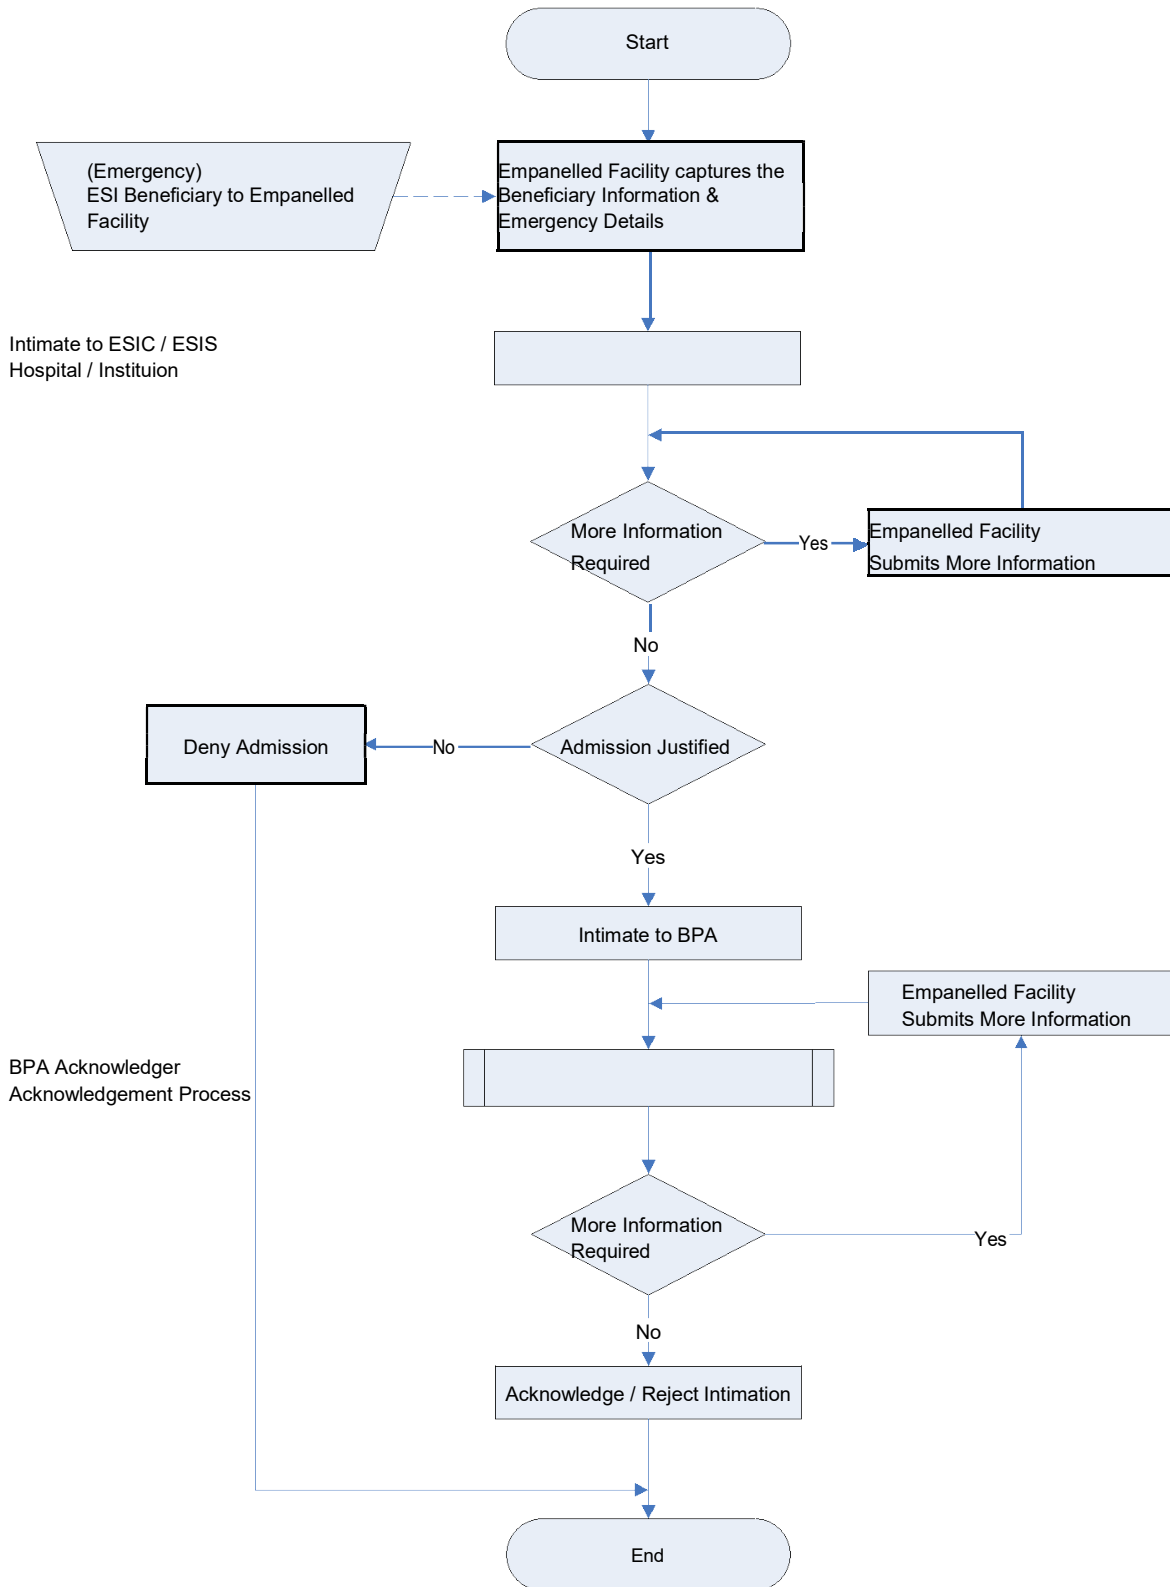 Start
(Emergency)
ESI Beneficiary to Empanelled
Facility
Empanelled Facility captures the
Beneficiary Information &
Emergency Details
Intimate to ESIC / ESIS
Hospital / Instituion
More Information
Required
Yes
Empanelled Facility
Submits More Information
No
Deny Admission
No
Admission Justified
Yes
Intimate to BPA
Empanelled Facility
Submits More Information
BPA Acknowledger
Acknowledgement Process
More Information
Required
Yes
No
Acknowledge / Reject Intimation
End